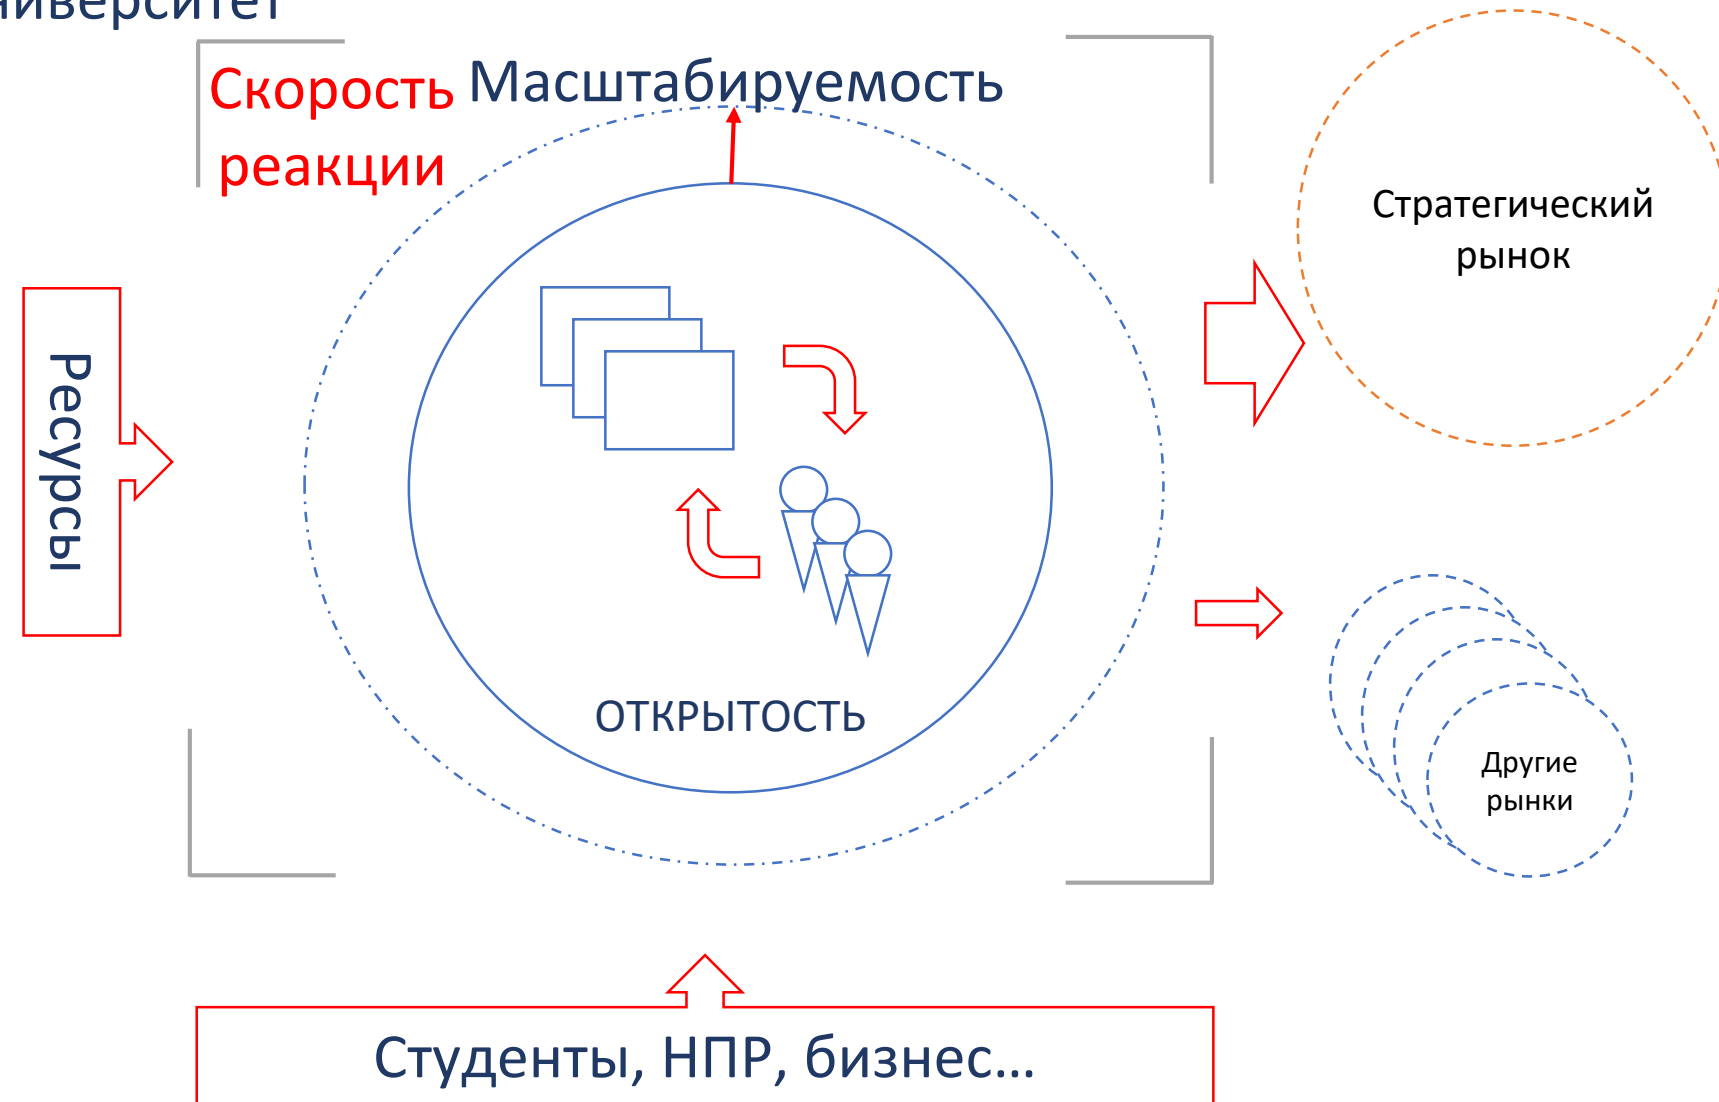 Скорость
реакции
Масштабируемость
Стратегический
рынок
Ресурсы
ОТКРЫТОСТЬ
Другие
рынки
Студенты, НПР, бизнес...